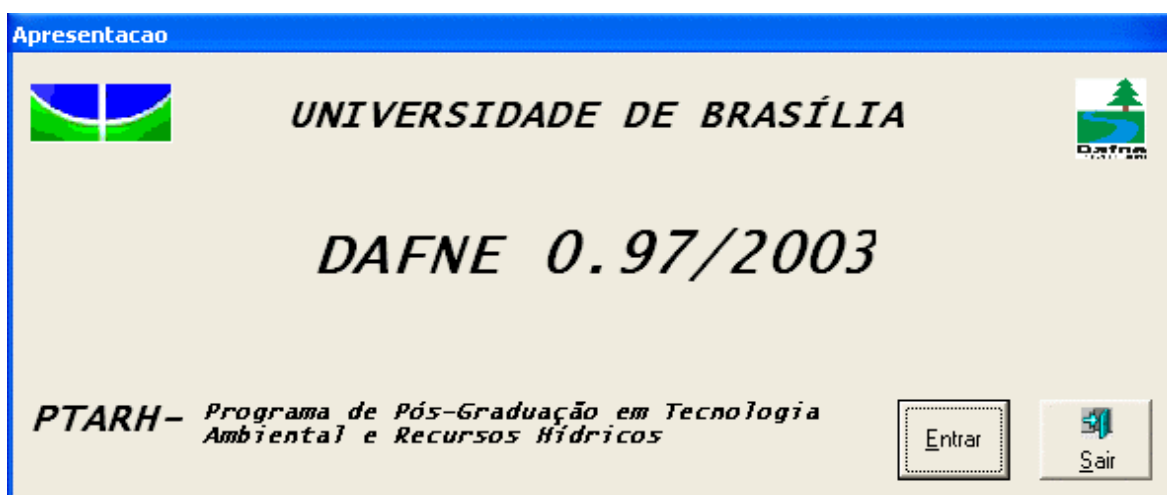 Apresentacao
UNIVERSIDADE DE BRASÍLIA
Dafne
DAFNE 0.97/2003
PTARH- Programa de Pós-Graduação em Tecnologia
Ambiental e Recursos Hídricos
Entrar
Sair